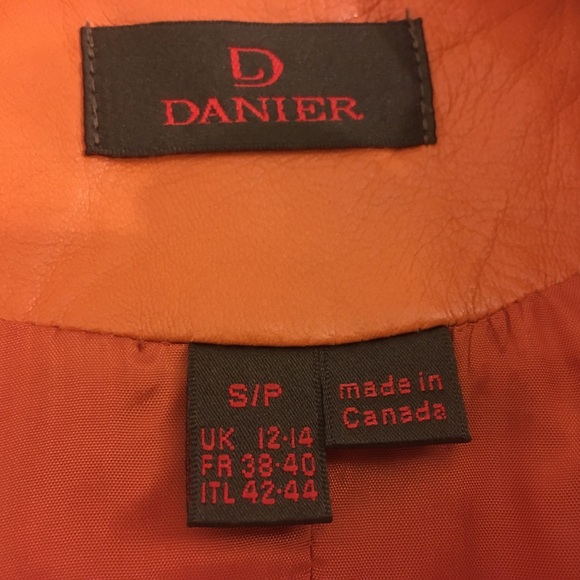 D
DANIER
S/P
UK 12-14
FR 38-40
ITL 42-44
made in
Canada